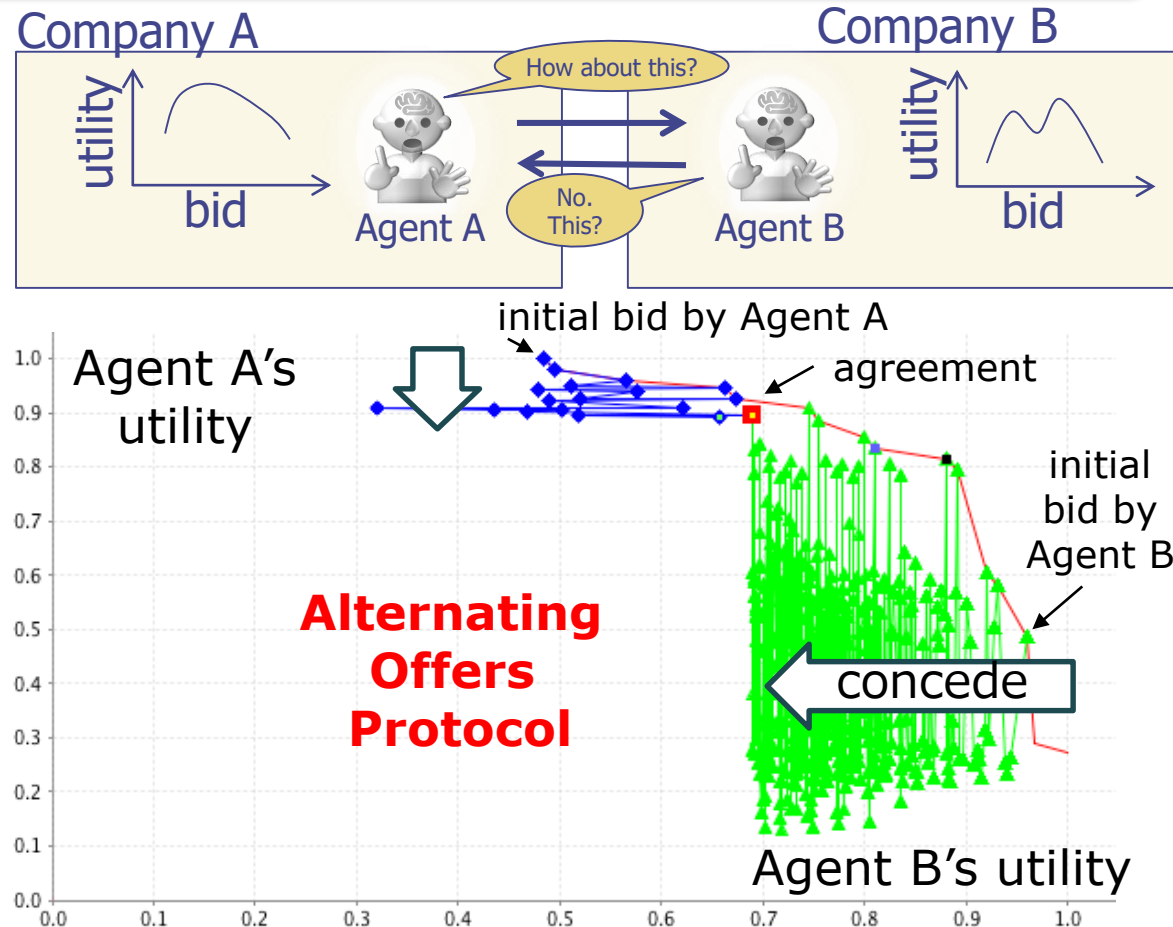 Company A
Company B
utility
bid
How about this?
No.
This?
Agent A
Agent B
utility
bid
initial bid by Agent A
agreement
Agent A's
utility
initial
bid by
Agent B
Alternating
Offers
Protocol
concede
Agent B's utility
1.0
0.9
0.8
0.7
0.6
0.5
0.4
0.3
0.2
0.1
0.0
0.0 0.1 0.2 0.3 0.4 0.5 0.6 0.7 0.8 0.9 1.0